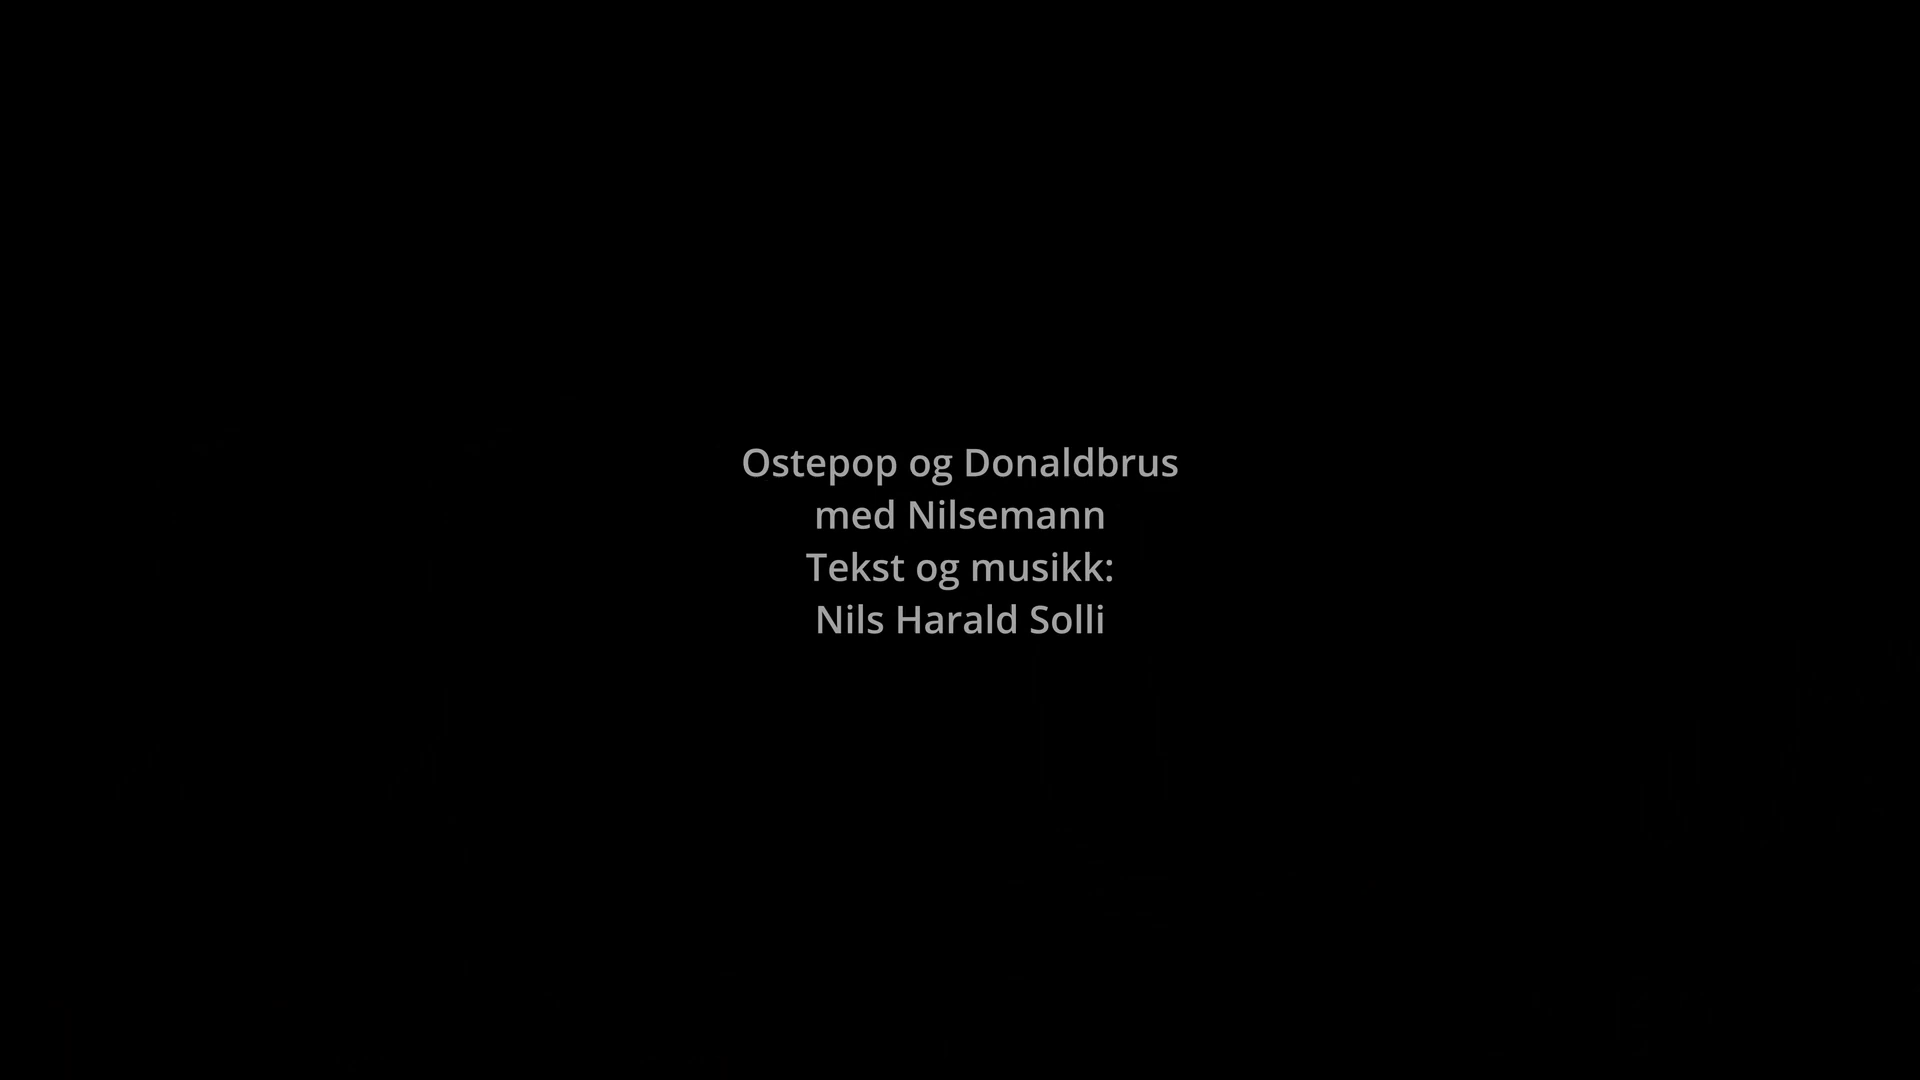 Ostepop og Donaldbrus
med Nilsemann
Tekst og musikk:
Nils Harald Solli